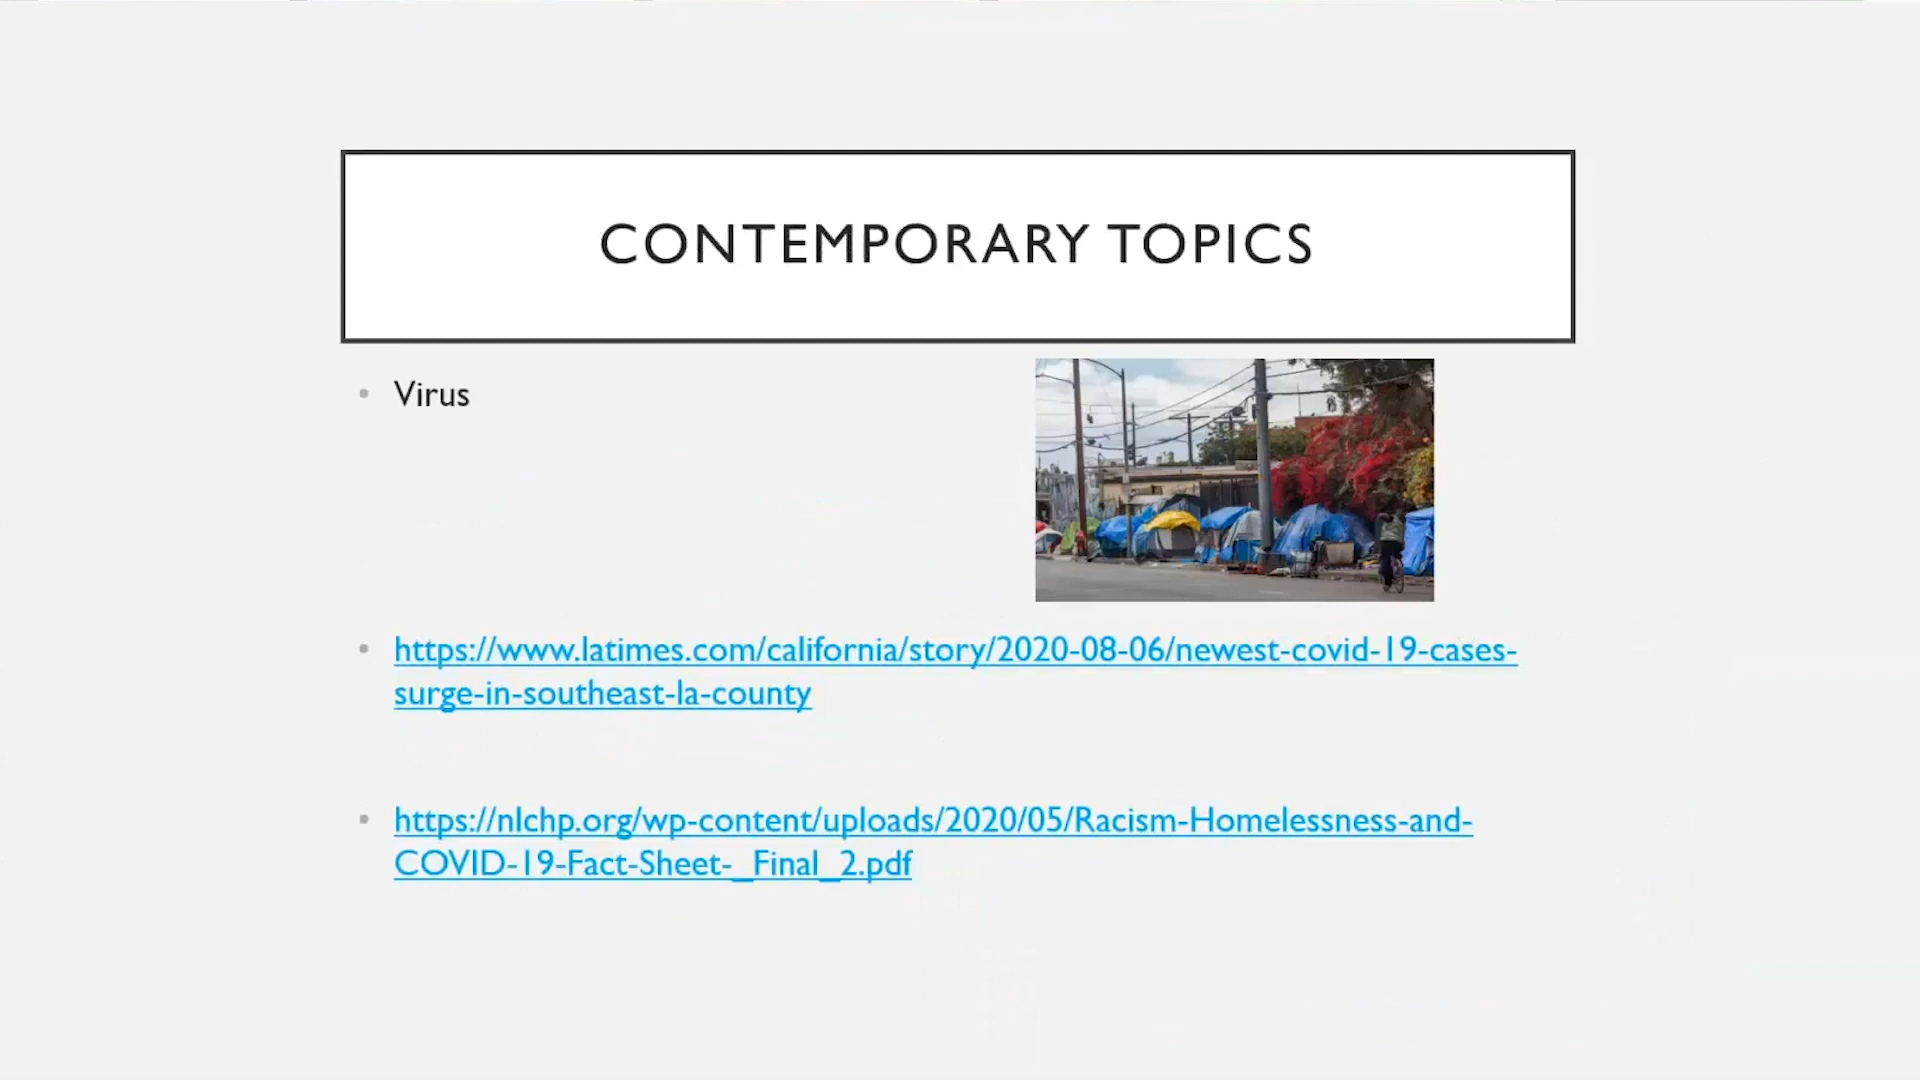 CONTEMPORARY TOPICS
• Virus
• https://www.latimes.com/california/story/2020-08-06/newest-covid-19-cases-
surge-in-southeast-la-county
• https://nlchp.org/wp-content/uploads/2020/05/Racism-Homelessness-and-
COVID-19-Fact-Sheet-_Final_2.pdf